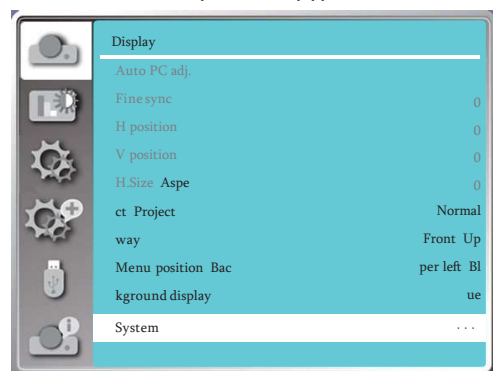 Display
Auto PC adj.
Fine sync 0
H position 0
V position 0
H.Size Aspe 0
ct Project Normal
way Front Up
Menu position Bac per left Bl
kground display ue
System ...